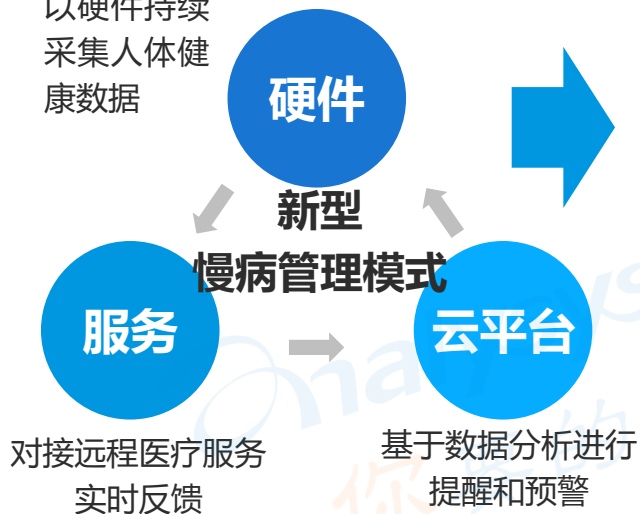 以硬件持续
采集人体健
康数据
硬件
新型
慢病管理模式
服务
云平台
对接远程医疗服务
实时反馈
基于数据分析进行
提醒和预警